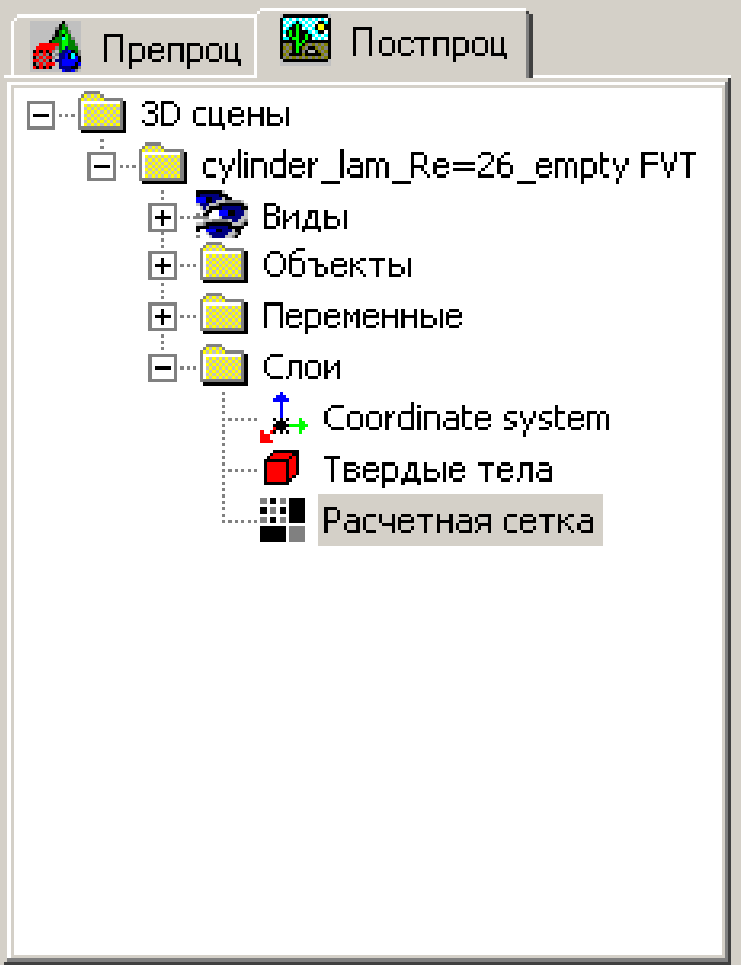 Препроц Постпроц
3D сцены
cylinder_lam_Re=26_empty FVT
Виды
Объекты
Переменные
Слои
Coordinate system
Твердые тела
Расчетная сетка